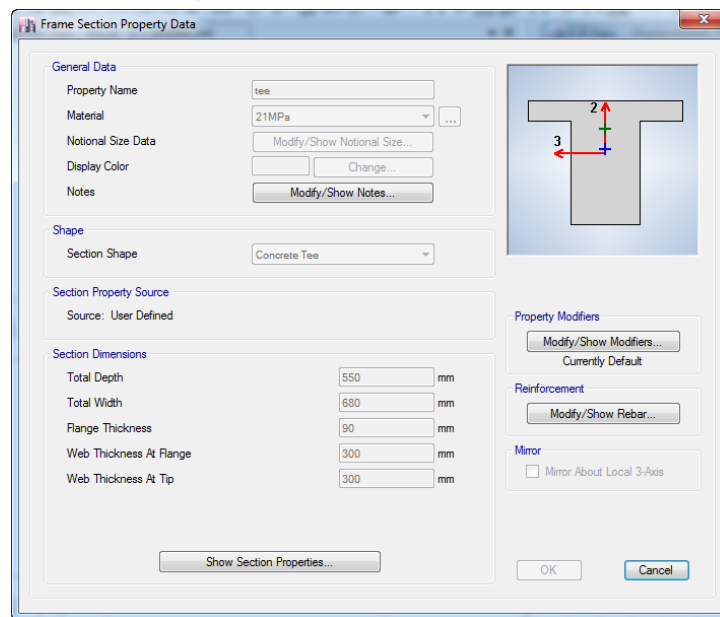 Frame Section Property Data
General Data
Property Name tee
Material 21MPa ...
Notional Size Data Modify/Show Notional Size...
Display Color Change...
Notes Modify/Show Notes...
2
3
Shape
Section Shape Concrete Tee
Section Property Source
Source: User Defined
Property Modifiers
Modify/Show Modifiers...
Currently Default
Section Dimensions
Total Depth 550 mm
Total Width 680 mm
Flange Thickness 90 mm
Web Thickness At Flange 300 mm
Web Thickness At Tip 300 mm
Reinforcement
Modify/Show Rebar...
Mirror
Mirror About Local 3-Axis
Show Section Properties...
OK Cancel